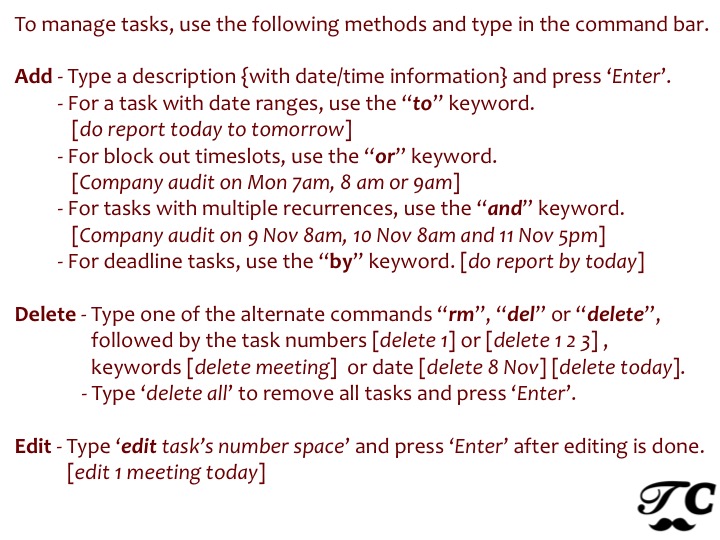 To manage tasks, use the following methods and type in the command bar.
Add - Type a description {with date/time information} and press ‘Enter’.
- For a task with date ranges, use the “to” keyword.
[do report today to tomorrow]
- For block out timeslots, use the “or” keyword.
[Company audit on Mon 7am, 8 am or 9am]
- For tasks with multiple recurrences, use the “and” keyword.
[Company audit on 9 Nov 8am, 10 Nov 8am and 11 Nov 5pm]
- For deadline tasks, use the “by” keyword. [do report by today]
Delete - Type one of the alternate commands “rm”, “del” or “delete”,
followed by the task numbers [delete 1] or [delete 1 2 3] ,
keywords [delete meeting] or date [delete 8 Nov] [delete today].
- Type ‘delete all’ to remove all tasks and press ‘Enter’.
Edit - Type ‘edit task’s number space’ and press ‘Enter’ after editing is done.
[edit 1 meeting today]
TC